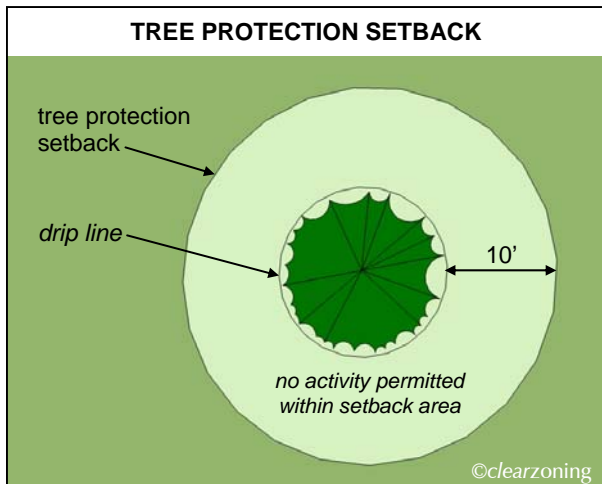 TREE PROTECTION SETBACK
tree protection
setback
drip line
10’
no activity permitted
within setback area
©clearzoning